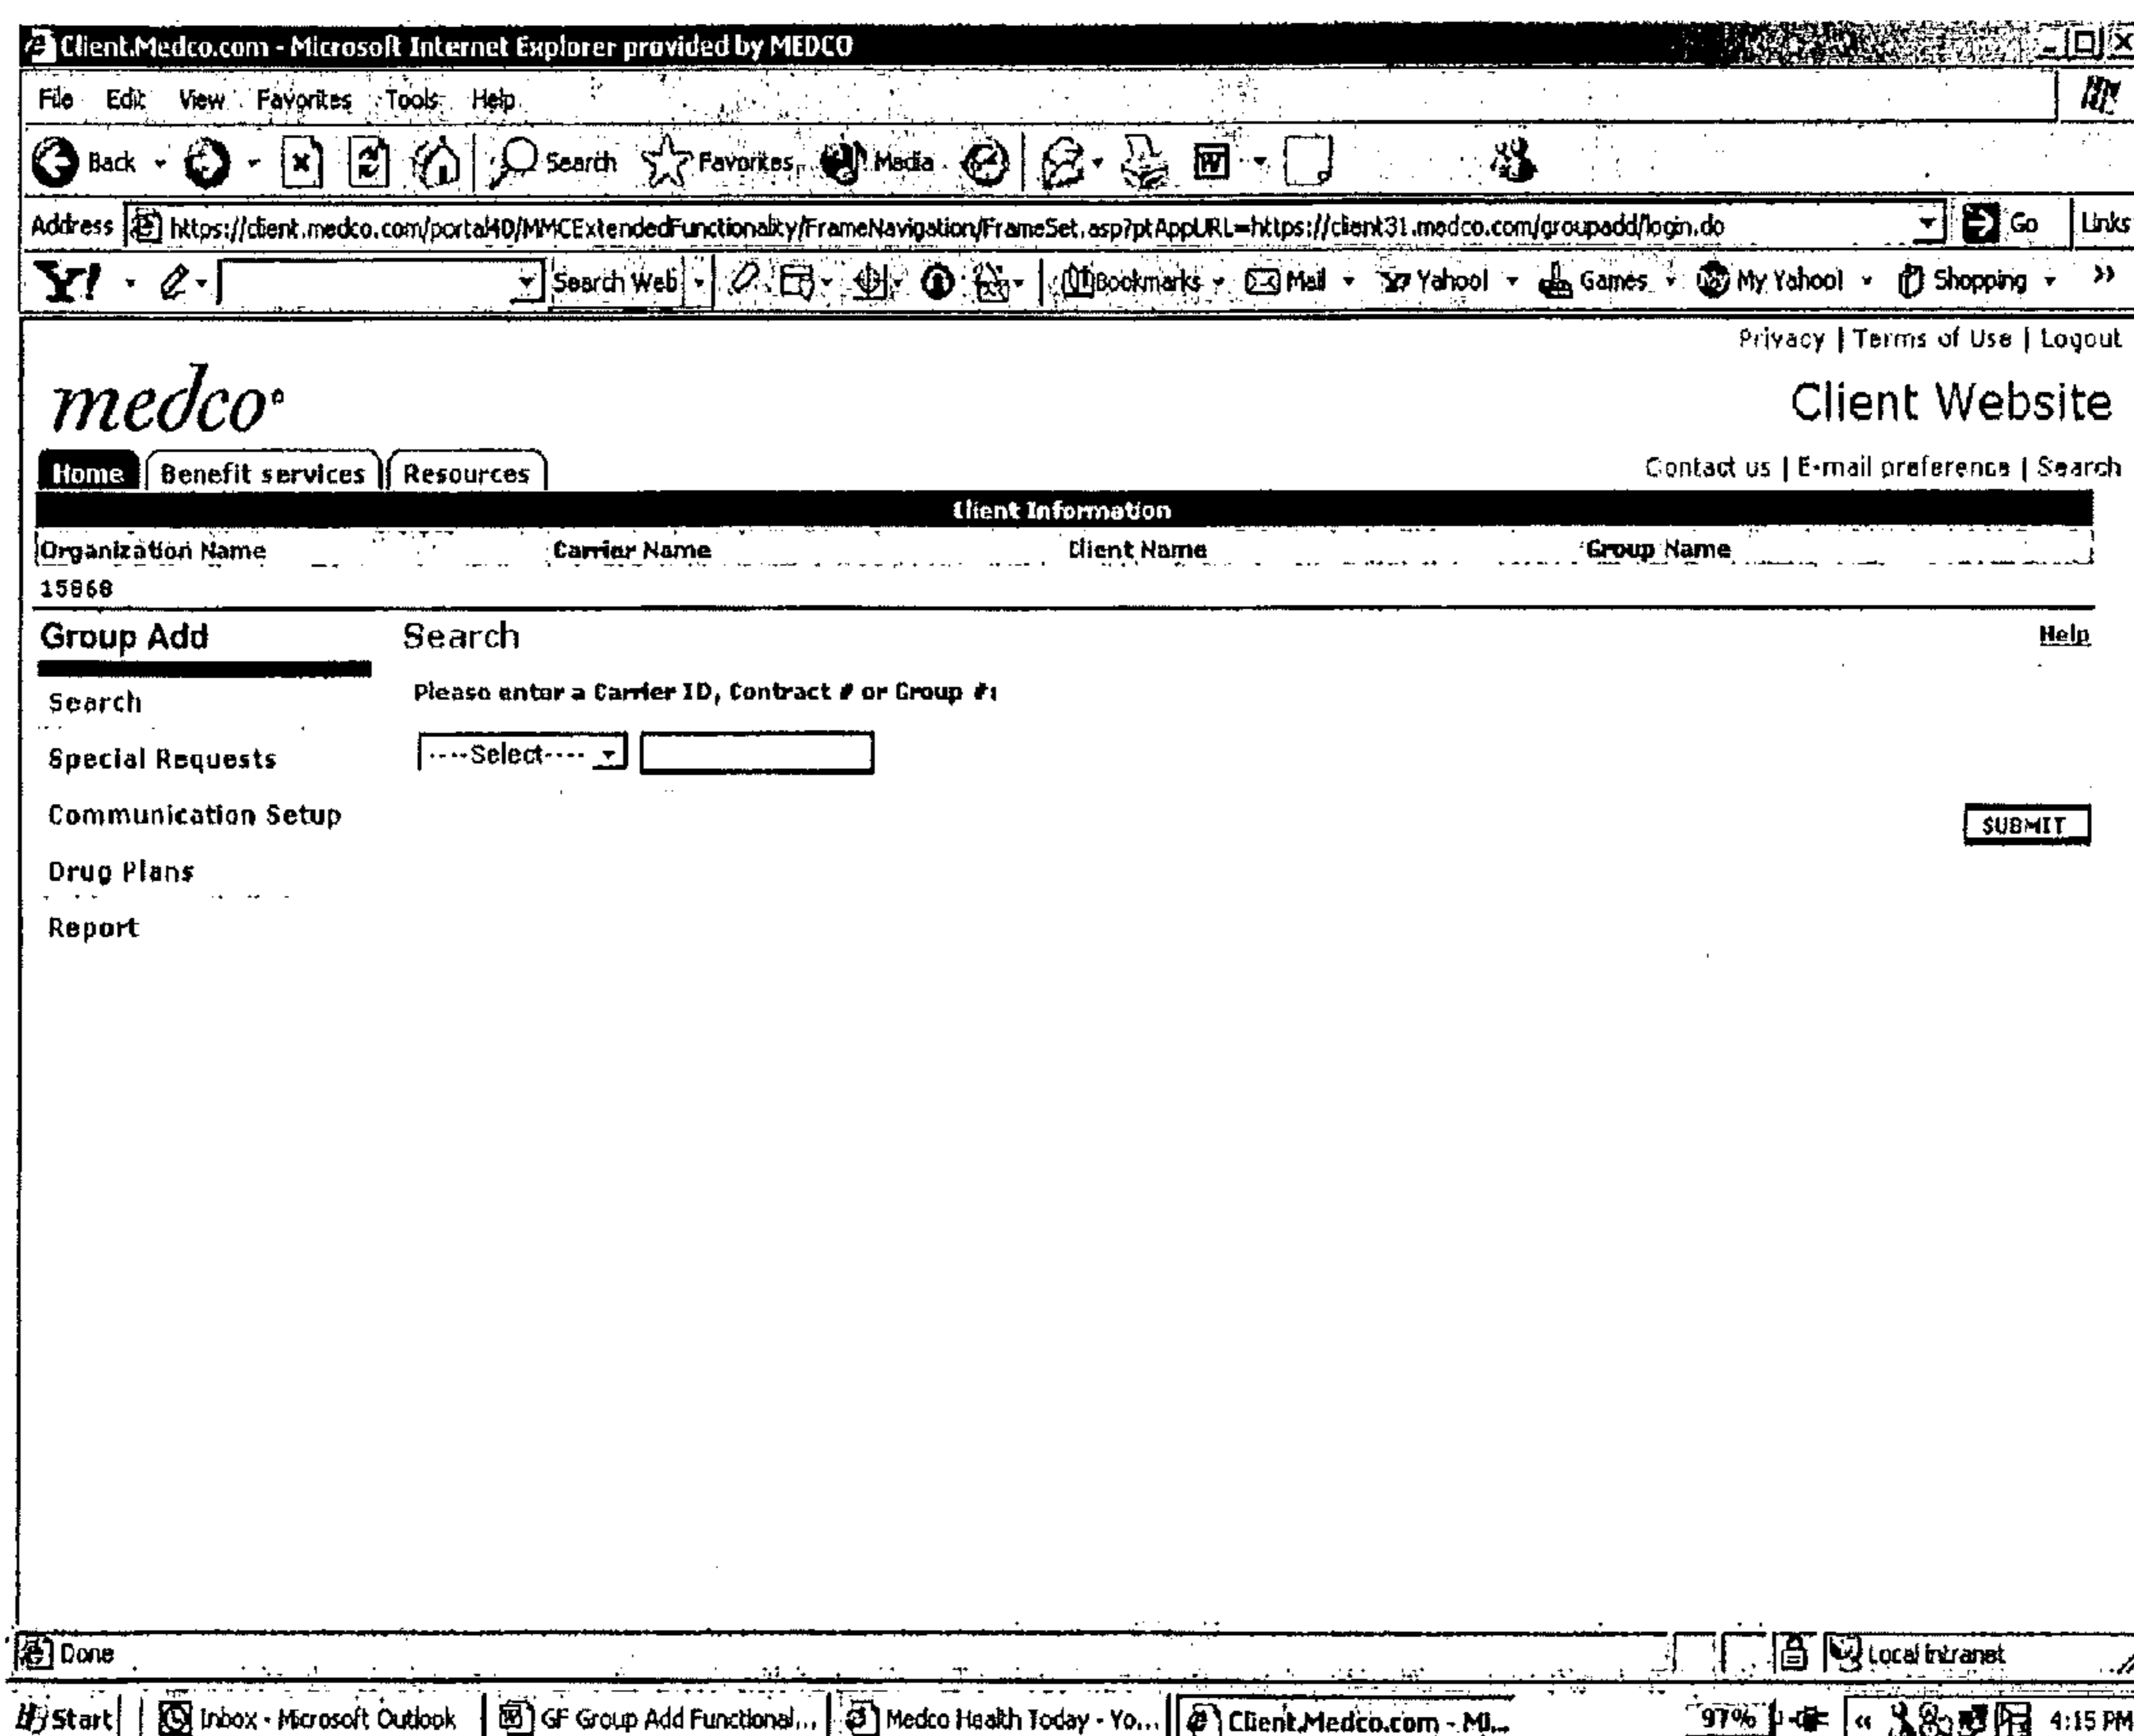 Client.Medco.com - Microsoft Internet Explorer provided by MEDCO
File Edit View Favorites Tools Help
Back Search Favorites Media
Address https://client.medco.com/portal40/MMCExtendedFunctionality/FrameNavigation/FrameSet.asp?ptAppURL=https://client31.medco.com/groupadd/login.do Go Links
Y! Search Web Bookmarks Mail Yahoo! Games My Yahoo! Shopping »
Privacy | Terms of Use | Logout
medco®
Client Website
Home Benefit services Resources Contact us | E-mail preference | Search
Client Information
Organization Name Carrier Name Client Name Group Name
15868
Group Add Search Help
Search Please enter a Carrier ID, Contract # or Group #:
Special Requests ----Select----
Communication Setup SUBMIT
Drug Plans
Report
Done Local intranet
Start Inbox - Microsoft Outlook GF Group Add Functional... Medco Health Today - Yo... Client.Medco.com - Mi... 97% « 4:15 PM